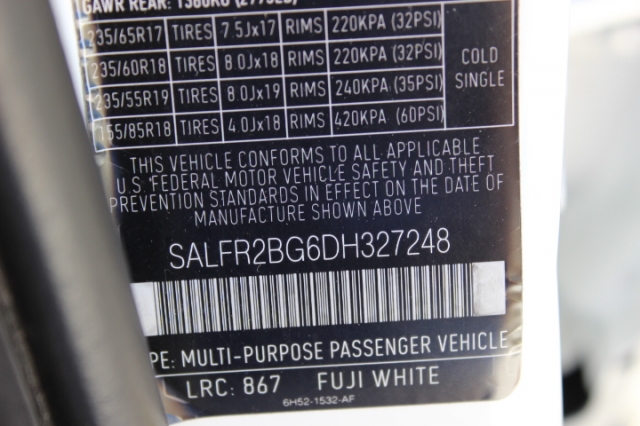 GAWR REAR: 1360KG
235/65R17 TIRES 7.5Jx17 RIMS 220KPA (32PSI)
235/60R18 TIRES 8.0Jx18 RIMS 220KPA (32PSI)
235/55R19 TIRES 8.0Jx19 RIMS 240KPA (35PSI)
155/85R18 TIRES 4.0Jx18 RIMS 420KPA (60PSI)
COLD
SINGLE
THIS VEHICLE CONFORMS TO ALL APPLICABLE
U.S. FEDERAL MOTOR VEHICLE SAFETY AND THEFT
PREVENTION STANDARDS IN EFFECT ON THE DATE OF
MANUFACTURE SHOWN ABOVE
SALFR2BG6DH327248
PE: MULTI-PURPOSE PASSENGER VEHICLE
LRC: 867 FUJI WHITE
6H52-1532-AF